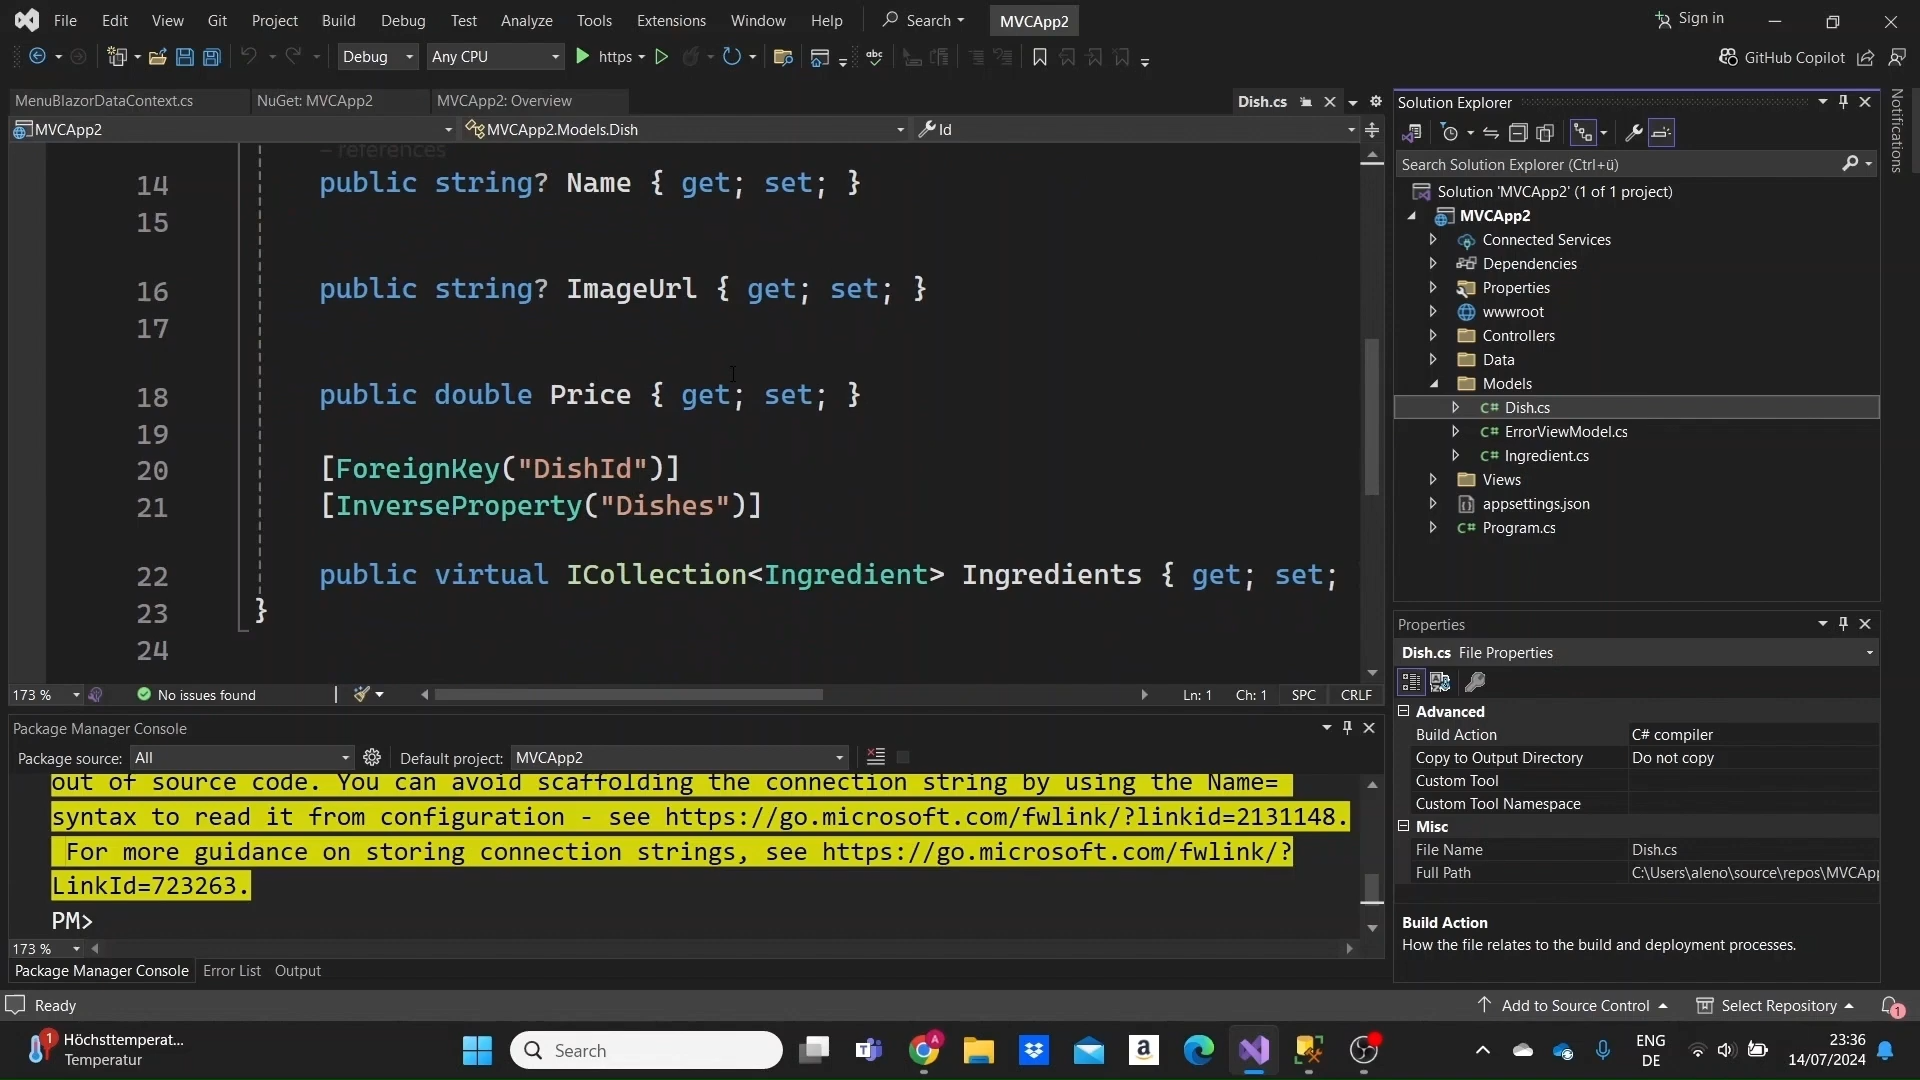 File Edit View Git Project Build Debug Test Analyze Tools Extensions Window Help Search MVCApp2 Sign in
Debug Any CPU https GitHub Copilot
MenuBlazorDataContext.cs NuGet: MVCApp2 MVCApp2: Overview Dish.cs
MVCApp2 MVCApp2.Models.Dish Id
– references
14 public string? Name { get; set; }
15
16 public string? ImageUrl { get; set; }
17
18 public double Price { get; set; }
19
20 [ForeignKey("DishId")]
21 [InverseProperty("Dishes")]
22 public virtual ICollection<Ingredient> Ingredients { get; set;
23 }
24
173 % No issues found Ln: 1 Ch: 1 SPC CRLF
Package Manager Console
Package source: All Default project: MVCApp2
out of source code. You can avoid scaffolding the connection string by using the Name=
syntax to read it from configuration - see https://go.microsoft.com/fwlink/?linkid=2131148.
For more guidance on storing connection strings, see https://go.microsoft.com/fwlink/?
LinkId=723263.
PM>
173 %
Package Manager Console Error List Output
Solution Explorer
Search Solution Explorer (Ctrl+ü)
Solution 'MVCApp2' (1 of 1 project)
MVCApp2
Connected Services
Dependencies
Properties
wwwroot
Controllers
Data
Models
C# Dish.cs
C# ErrorViewModel.cs
C# Ingredient.cs
Views
appsettings.json
C# Program.cs
Properties
Dish.cs File Properties
Advanced
Build Action C# compiler
Copy to Output Directory Do not copy
Custom Tool
Custom Tool Namespace
Misc
File Name Dish.cs
Full Path C:\Users\aleno\source\repos\MVCApp
Build Action
How the file relates to the build and deployment processes.
Notifications
Ready Add to Source Control Select Repository 1
1 Höchsttemperat...
Temperatur
Search
ENG
DE
23:36
14/07/2024